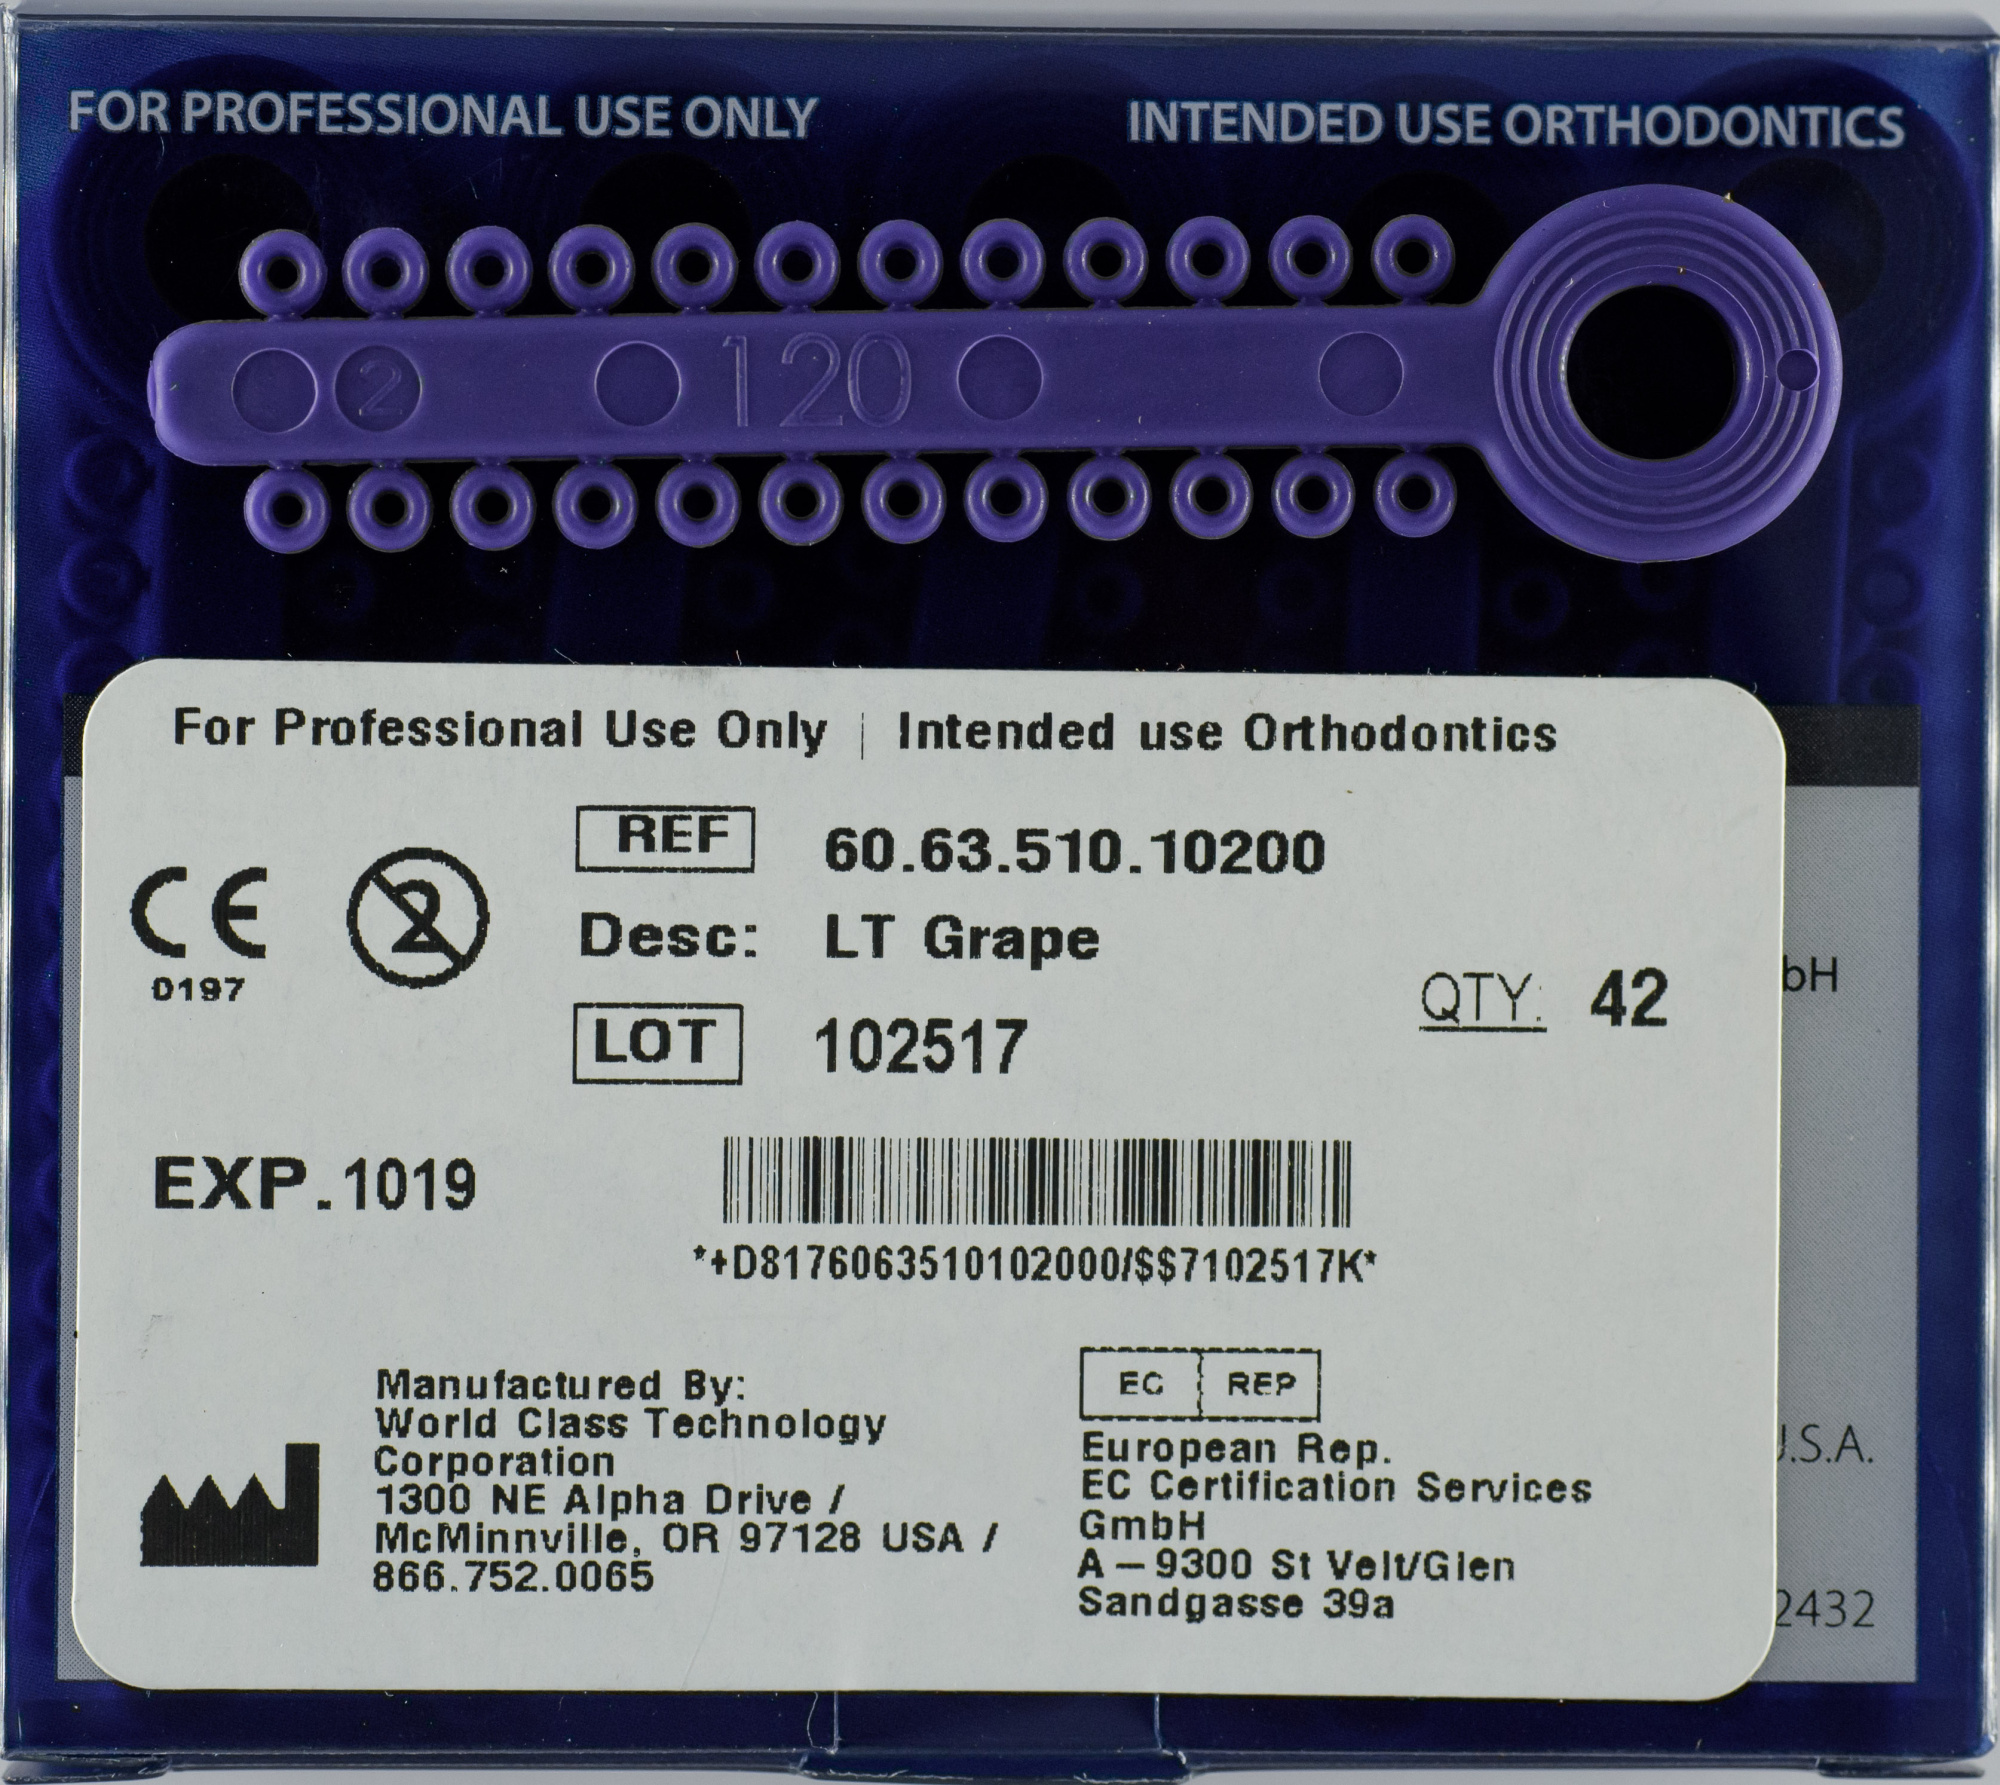 FOR PROFESSIONAL USE ONLY INTENDED USE ORTHODONTICS
2 120
For Professional Use Only | Intended use Orthodontics
REF 60.63.510.10200
CE 0197
2
Desc: LT Grape
QTY: 42
LOT 102517
EXP.1019
*+D8176063510102000/$$7102517K*
Manufactured By:
World Class Technology
Corporation
1300 NE Alpha Drive /
McMinnville, OR 97128 USA /
866.752.0065
EC REP
European Rep.
EC Certification Services
GmbH
A – 9300 St Veit/Glen
Sandgasse 39a
bH
.S.A.
2432